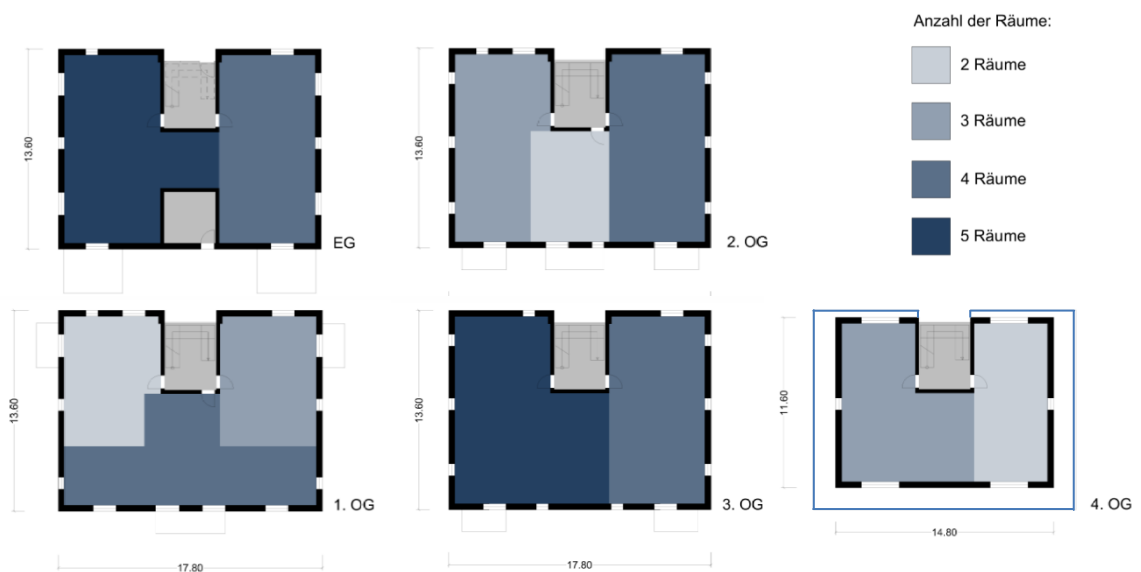 Anzahl der Räume:
2 Räume
3 Räume
4 Räume
5 Räume
13.60
EG
13.60
2. OG
13.60
1. OG
17.80
13.60
3. OG
17.80
11.60
4. OG
14.80